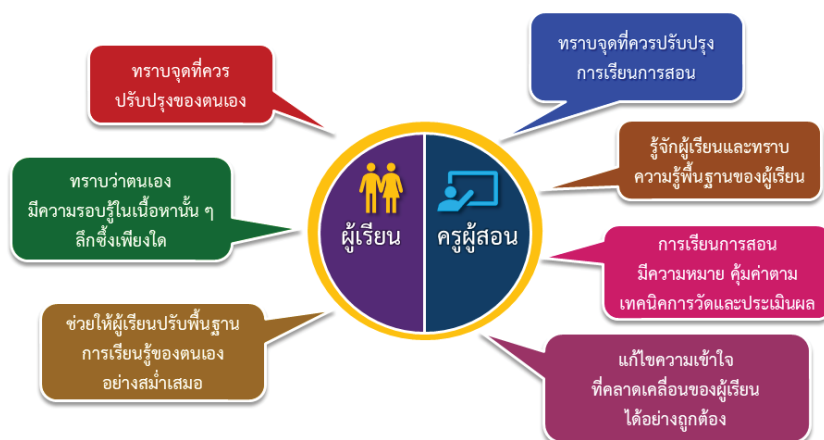 ทราบจุดที่ควร
ปรับปรุงของตนเอง
ทราบว่าตนเอง
มีความรอบรู้ในเนื้อหานั้น ๆ
ลึกซึ้งเพียงใด
ช่วยให้ผู้เรียนปรับพื้นฐาน
การเรียนรู้ของตนเอง
อย่างสม่ำเสมอ
ผู้เรียน
ครูผู้สอน
ทราบจุดที่ควรปรับปรุง
การเรียนการสอน
รู้จักผู้เรียนและทราบ
ความรู้พื้นฐานของผู้เรียน
การเรียนการสอน
มีความหมาย คุ้มค่าตาม
เทคนิคการวัดและประเมินผล
แก้ไขความเข้าใจ
ที่คลาดเคลื่อนของผู้เรียน
ได้อย่างถูกต้อง